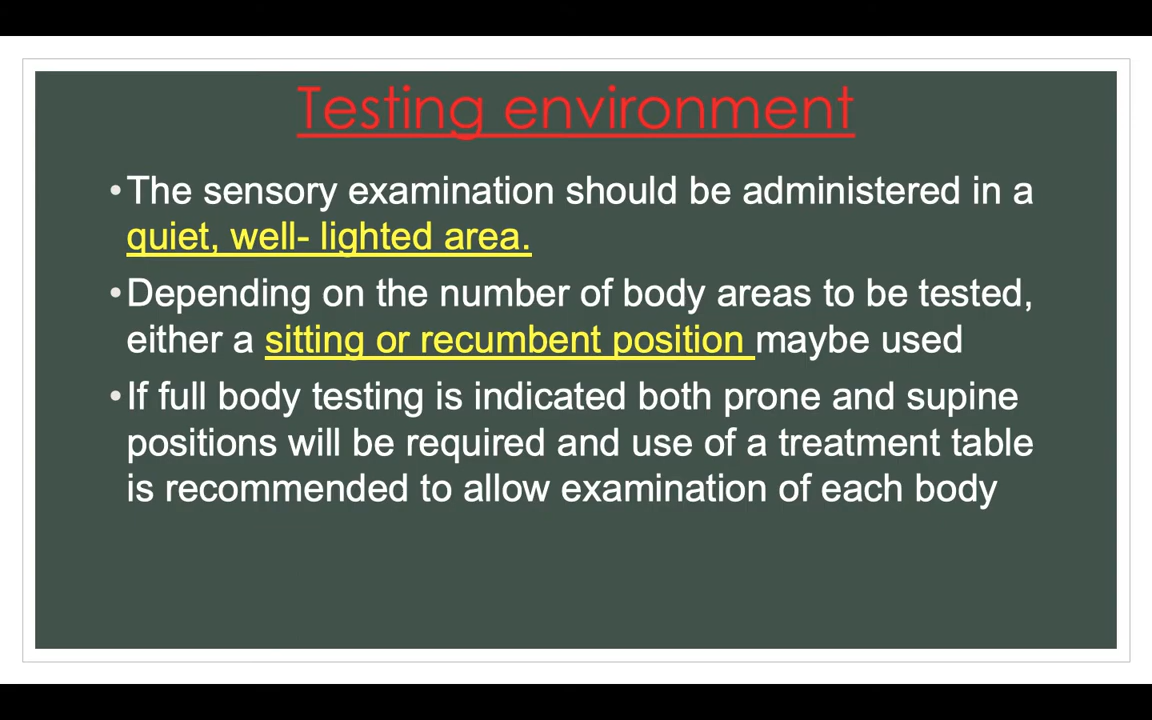 Testing environment
•The sensory examination should be administered in a
quiet, well- lighted area.
•Depending on the number of body areas to be tested,
either a sitting or recumbent position maybe used
•If full body testing is indicated both prone and supine
positions will be required and use of a treatment table
is recommended to allow examination of each body